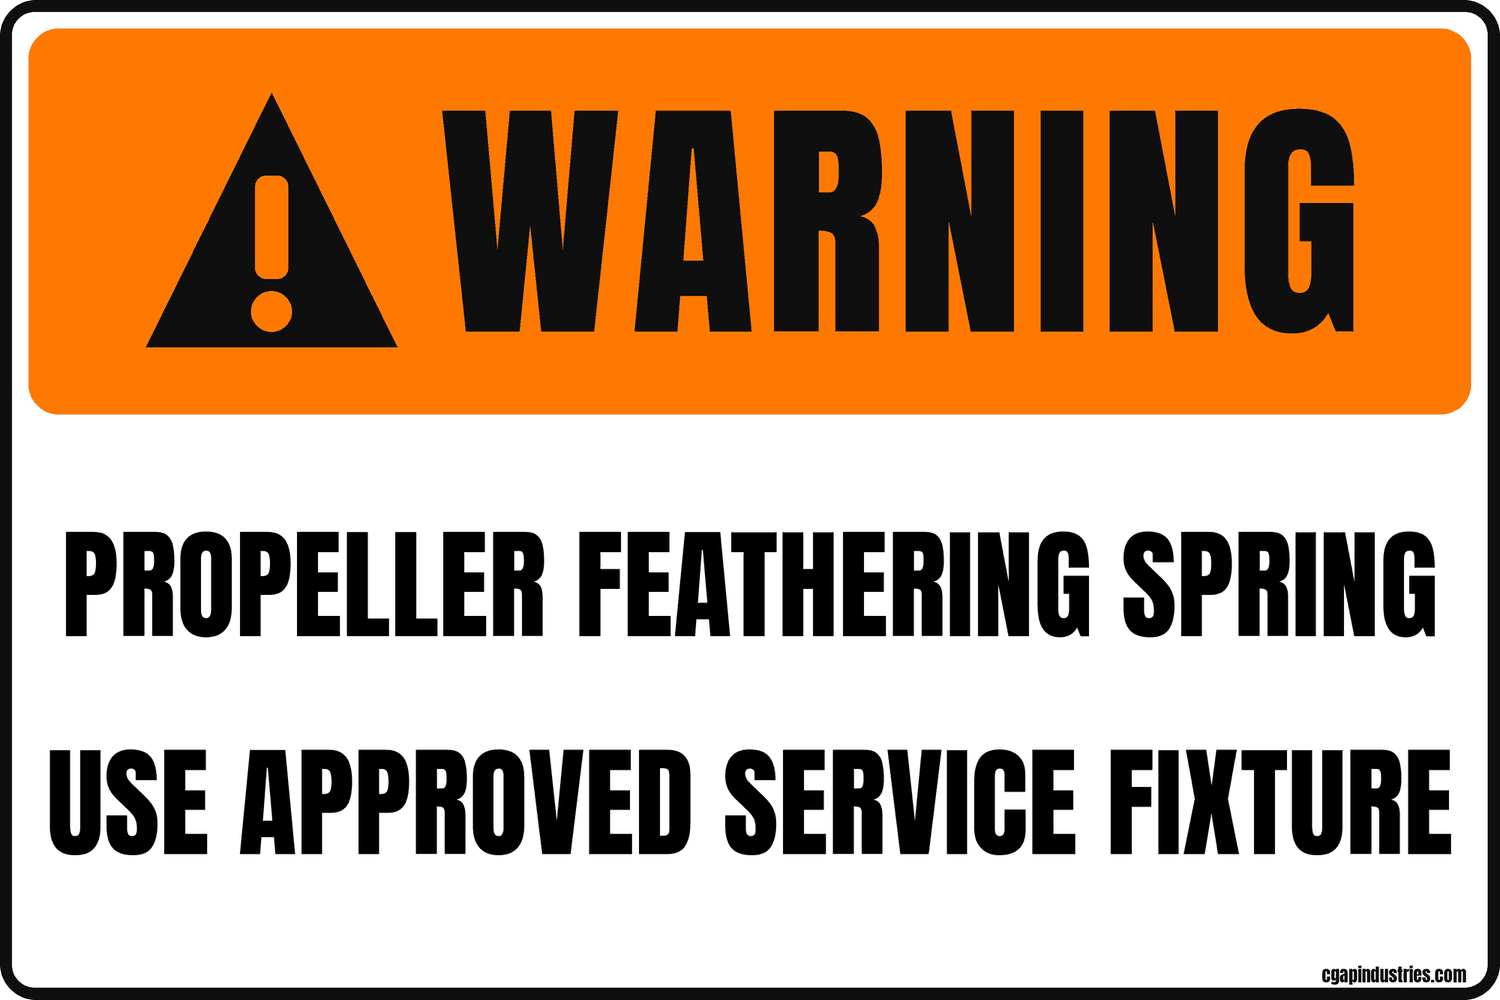 WARNING
PROPELLER FEATHERING SPRING
USE APPROVED SERVICE FIXTURE
cgapindustries.com